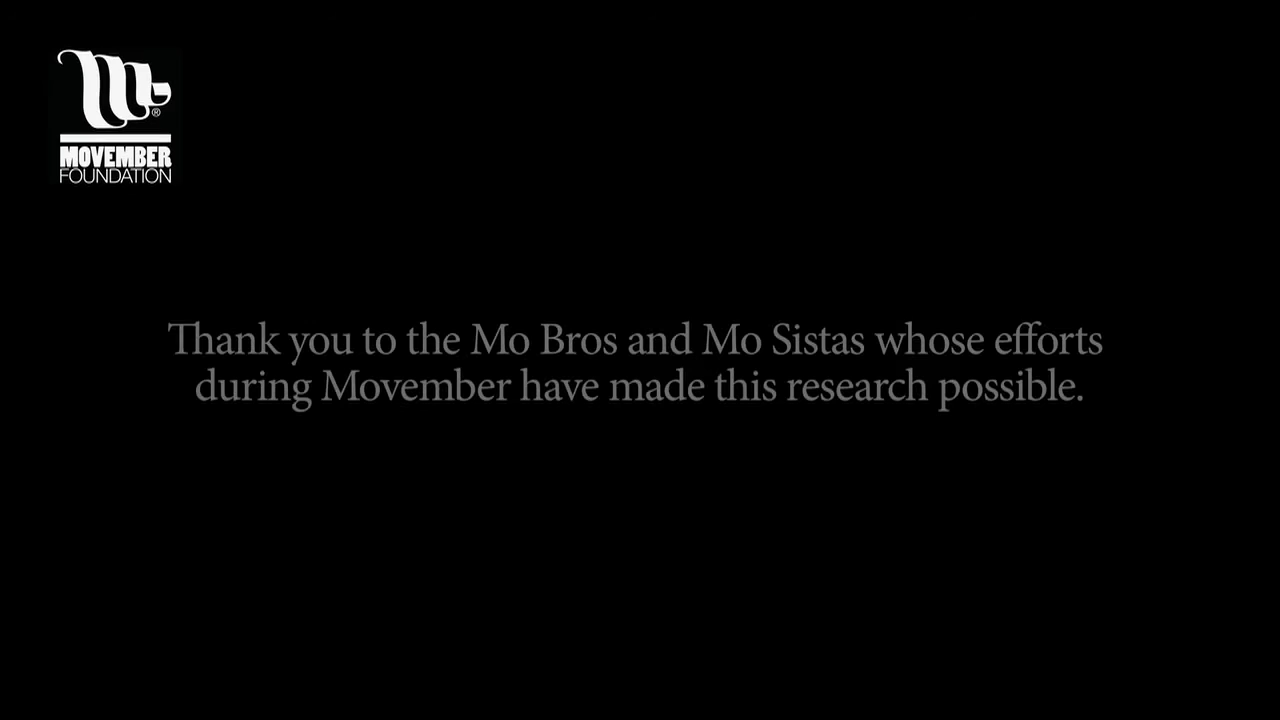 ®
MOVEMBER
FOUNDATION
Thank you to the Mo Bros and Mo Sistas whose efforts
during Movember have made this research possible.